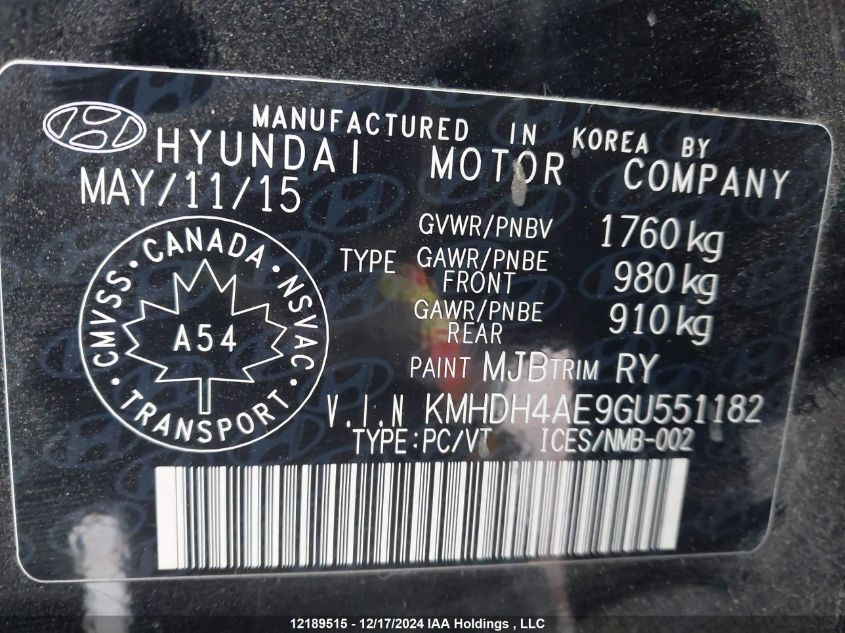 MANUFACTURED IN KOREA BY
HYUNDAI MOTOR COMPANY
MAY/11/15
GVWR/PNBV 1760 kg
TYPE GAWR/PNBE FRONT 980 kg
GAWR/PNBE REAR 910 kg
PAINT MJB TRIM RY
V.I.N KMHDH4AE9GU551182
TYPE:PC/VT ICES/NMB-002
CMVSS · CANADA · NSVAC ·
A54
TRANSPORT
12189515 - 12/17/2024 IAA Holdings , LLC